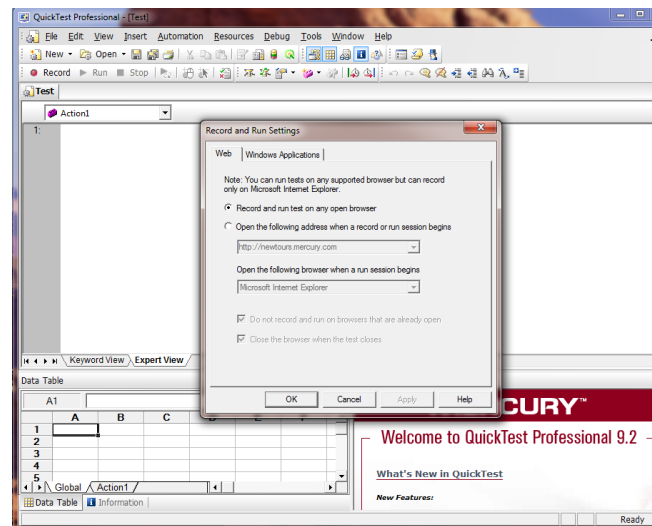 QuickTest Professional - [Test]
File Edit View Insert Automation Resources Debug Tools Window Help
New Open
Record Run Stop
Test
Action1
1:
Record and Run Settings
Web Windows Applications
Note: You can run tests on any supported browser but can record
only on Microsoft Internet Explorer.
Record and run test on any open browser
Open the following address when a record or run session begins
http://newtours.mercury.com
Open the following browser when a run session begins
Microsoft Internet Explorer
Do not record and run on browsers that are already open
Close the browser when the test closes
OK Cancel Apply Help
Keyword View Expert View
Data Table
A1
A B C
1
2
3
4
5
Global Action1
Data Table Information
CURY™
Welcome to QuickTest Professional 9.2
What's New in QuickTest
New Features:
Ready